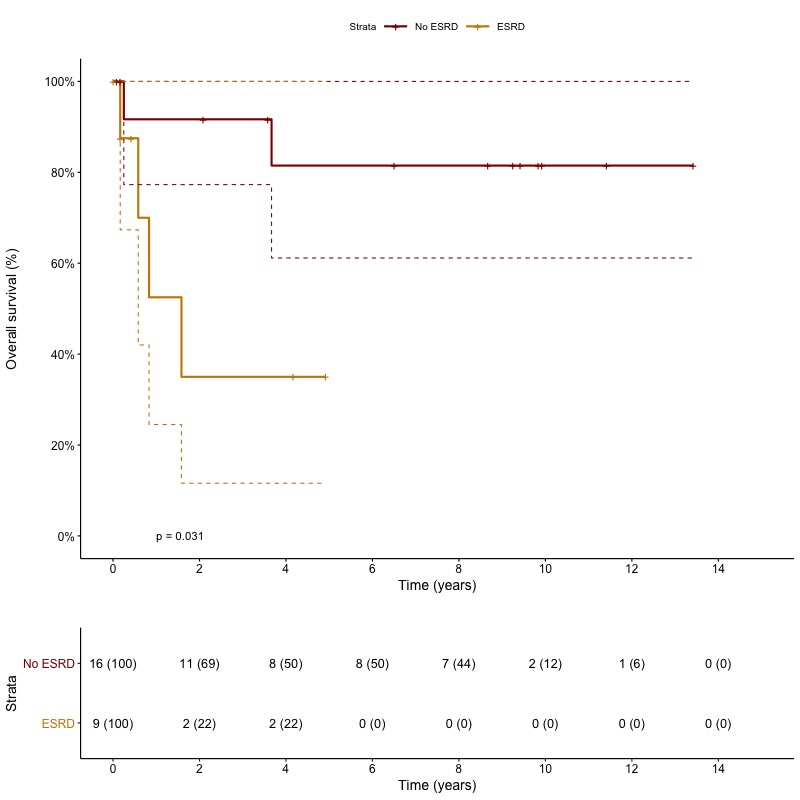 Strata No ESRD ESRD
100%
80%
60%
40%
20%
0%
Overall survival (%)
p = 0.031
0 2 4 6 8 10 12 14
Time (years)
No ESRD 16 (100) 11 (69) 8 (50) 8 (50) 7 (44) 2 (12) 1 (6) 0 (0)
ESRD 9 (100) 2 (22) 2 (22) 0 (0) 0 (0) 0 (0) 0 (0) 0 (0)
Strata
0 2 4 6 8 10 12 14
Time (years)